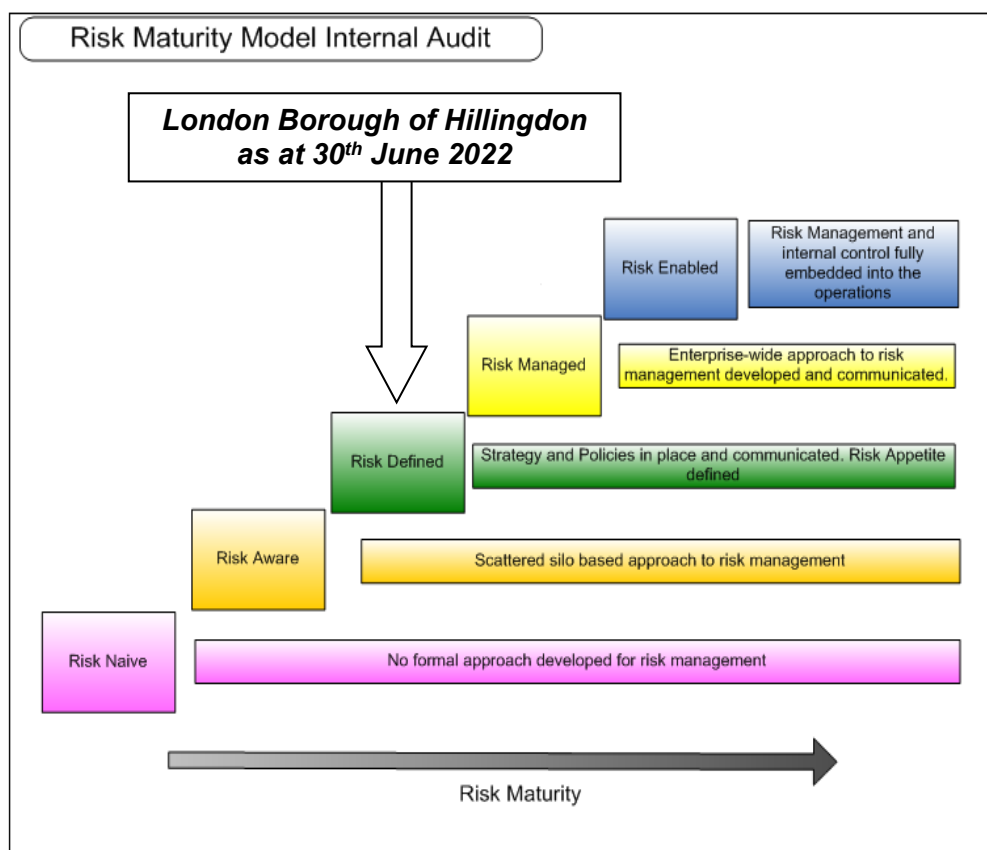 Risk Maturity Model Internal Audit
London Borough of Hillingdon
as at 30th June 2022
Risk Enabled
Risk Management and
internal control fully
embedded into the
operations
Risk Managed
Enterprise-wide approach to risk
management developed and communicated.
Risk Defined
Strategy and Policies in place and communicated. Risk Appetite
defined
Risk Aware
Scattered silo based approach to risk management
Risk Naive
No formal approach developed for risk management
Risk Maturity